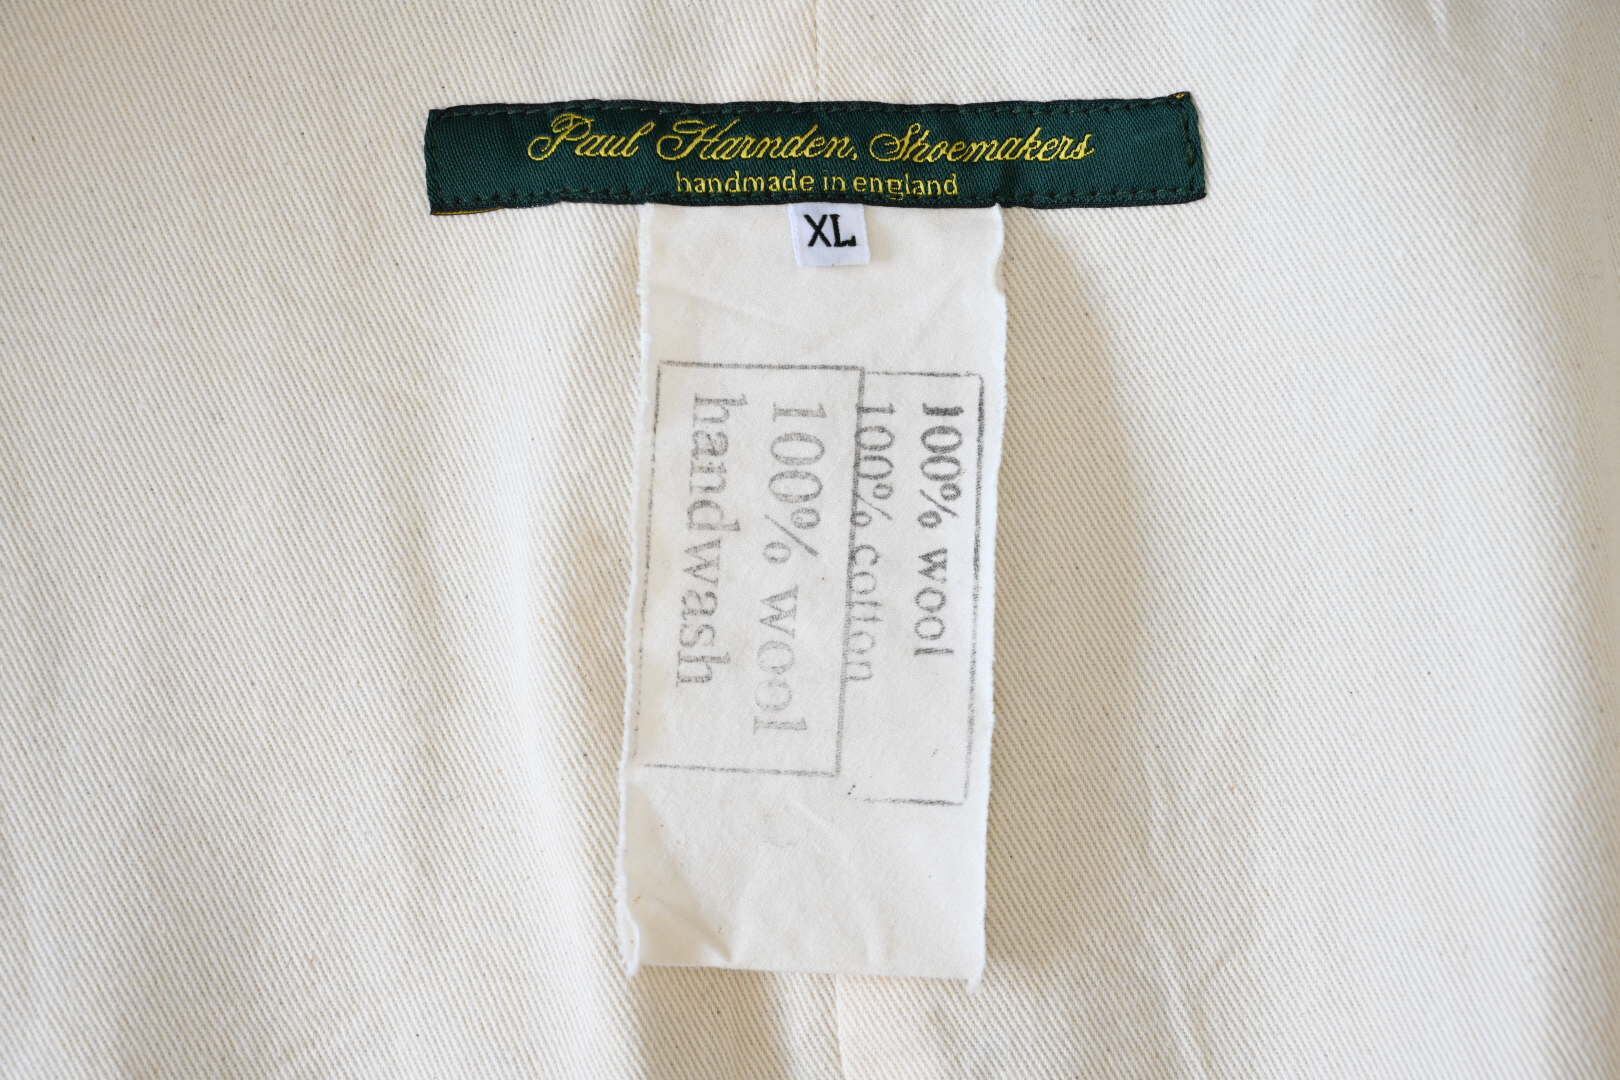 Paul Harnden, Shoemakers
handmade in england
XL
100% wool
100% cotton
100% wool
handwash